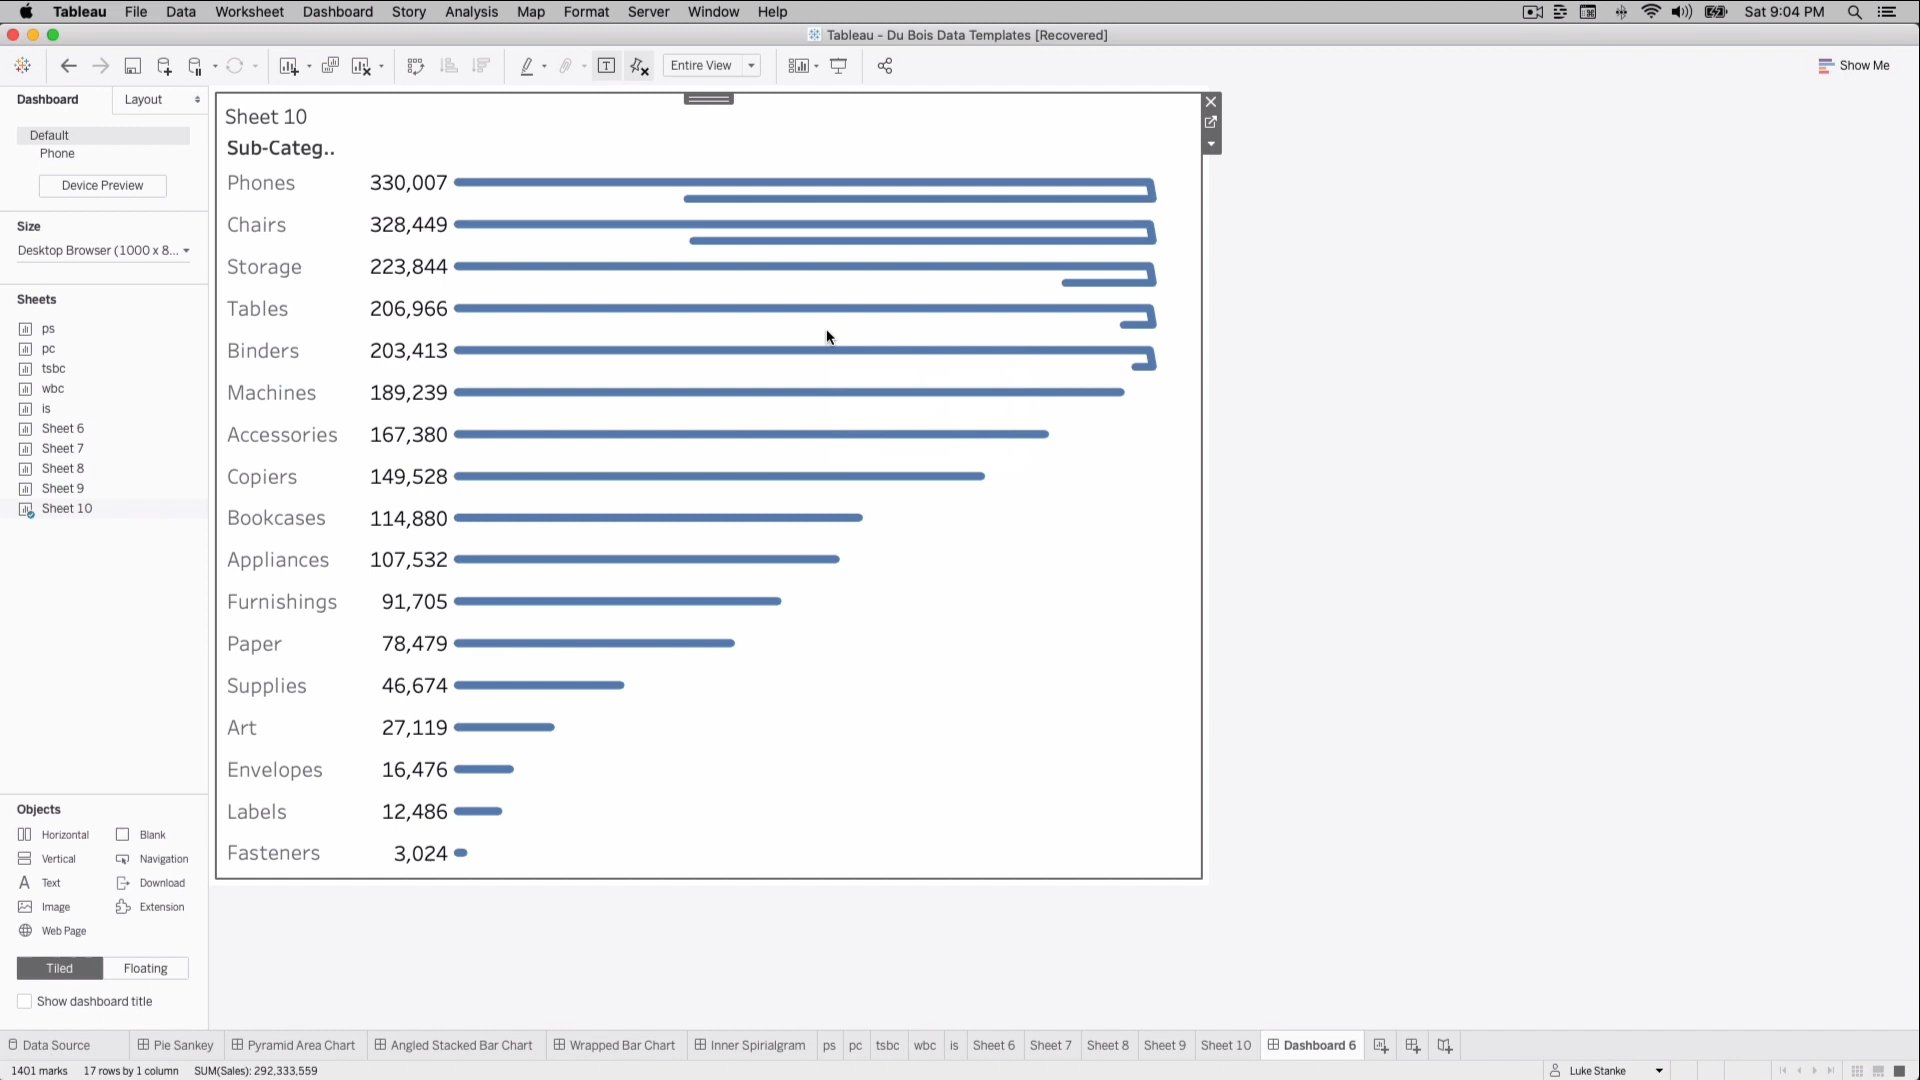 Tableau File Data Worksheet Dashboard Story Analysis Map Format Server Window Help Sat 9:04 PM
Tableau - Du Bois Data Templates [Recovered]
Entire View Show Me
Dashboard Layout
Default
Phone
Device Preview
Size
Desktop Browser (1000 x 8...
Sheets
ps
pc
tsbc
wbc
is
Sheet 6
Sheet 7
Sheet 8
Sheet 9
Sheet 10
Objects
Horizontal Blank
Vertical Navigation
Text Download
Image Extension
Web Page
Tiled Floating
Show dashboard title
Sheet 10
Sub-Categ..
Phones 330,007
Chairs 328,449
Storage 223,844
Tables 206,966
Binders 203,413
Machines 189,239
Accessories 167,380
Copiers 149,528
Bookcases 114,880
Appliances 107,532
Furnishings 91,705
Paper 78,479
Supplies 46,674
Art 27,119
Envelopes 16,476
Labels 12,486
Fasteners 3,024
Data Source Pie Sankey Pyramid Area Chart Angled Stacked Bar Chart Wrapped Bar Chart Inner Spirialgram ps pc tsbc wbc is Sheet 6 Sheet 7 Sheet 8 Sheet 9 Sheet 10 Dashboard 6
1401 marks 17 rows by 1 column SUM(Sales): 292,333,559 Luke Stanke